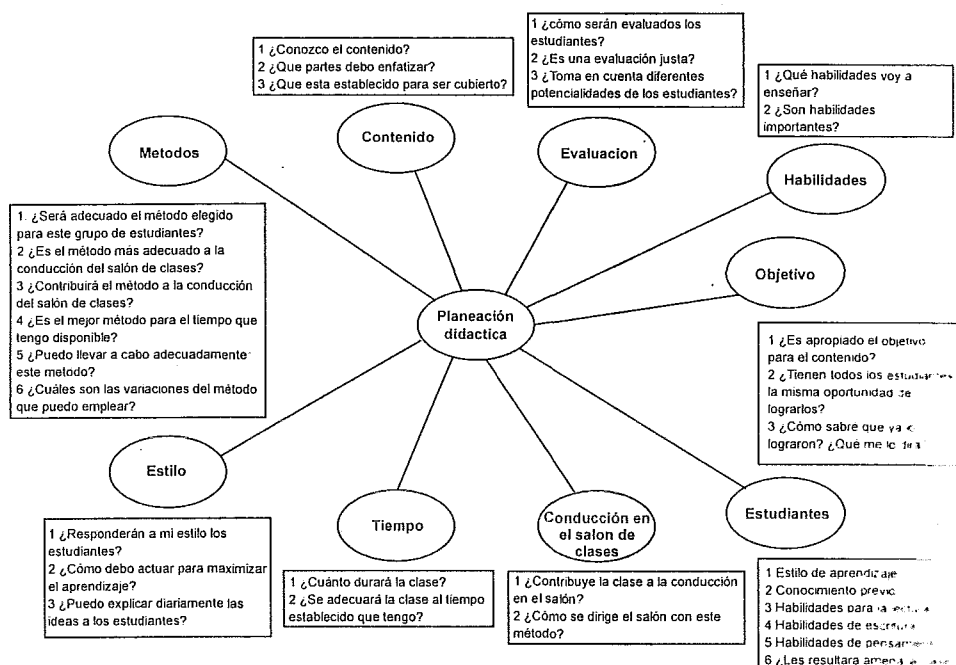 1 ¿Conozco el contenido?
2 ¿Que partes debo enfatizar?
3 ¿Que esta establecido para ser cubierto?
1 ¿cómo serán evaluados los
estudiantes?
2 ¿Es una evaluación justa?
3 ¿Toma en cuenta diferentes
potencialidades de los estudiantes?
1 ¿Qué habilidades voy a
enseñar?
2 ¿Son habilidades
importantes?
Metodos
Contenido
Evaluacion
Habilidades
1. ¿Será adecuado el método elegido
para este grupo de estudiantes?
2 ¿Es el método más adecuado a la
conducción del salón de clases?
3 ¿Contribuirá el método a la conducción
del salón de clases?
4 ¿Es el mejor método para el tiempo que
tengo disponible?
5 ¿Puedo llevar a cabo adecuadamente
este metodo?
6 ¿Cuáles son las variaciones del método
que puedo emplear?
Planeación
didactica
Objetivo
1 ¿Es apropiado el objetivo
para el contenido?
2 ¿Tienen todos los estudiantes
la misma oportunidad de
lograrlos?
3 ¿Cómo sabre que ya
lograron? ¿Qué me lo
Estilo
1 ¿Responderán a mi estilo los
estudiantes?
2 ¿Cómo debo actuar para maximizar
el aprendizaje?
3 ¿Puedo explicar diariamente las
ideas a los estudiantes?
Tiempo
1 ¿Cuánto durará la clase?
2 ¿Se adecuará la clase al tiempo
establecido que tengo?
Conducción en
el salon de
clases
1 ¿Contribuye la clase a la conducción
en el salón?
2 ¿Cómo se dirige el salón con este
método?
Estudiantes
1 Estilo de aprendizaje
2 Conocimiento previo
3 Habilidades para la
4 Habilidades de escritura
5 Habilidades de
6 ¿Les resultara amena